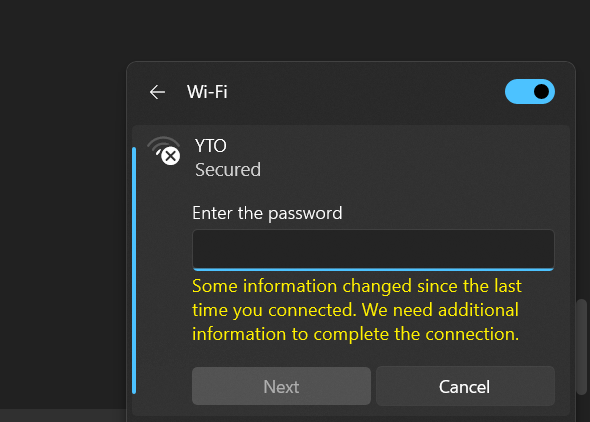 Wi-Fi
YTO
Secured
Enter the password
Some information changed since the last
time you connected. We need additional
information to complete the connection.
Next
Cancel